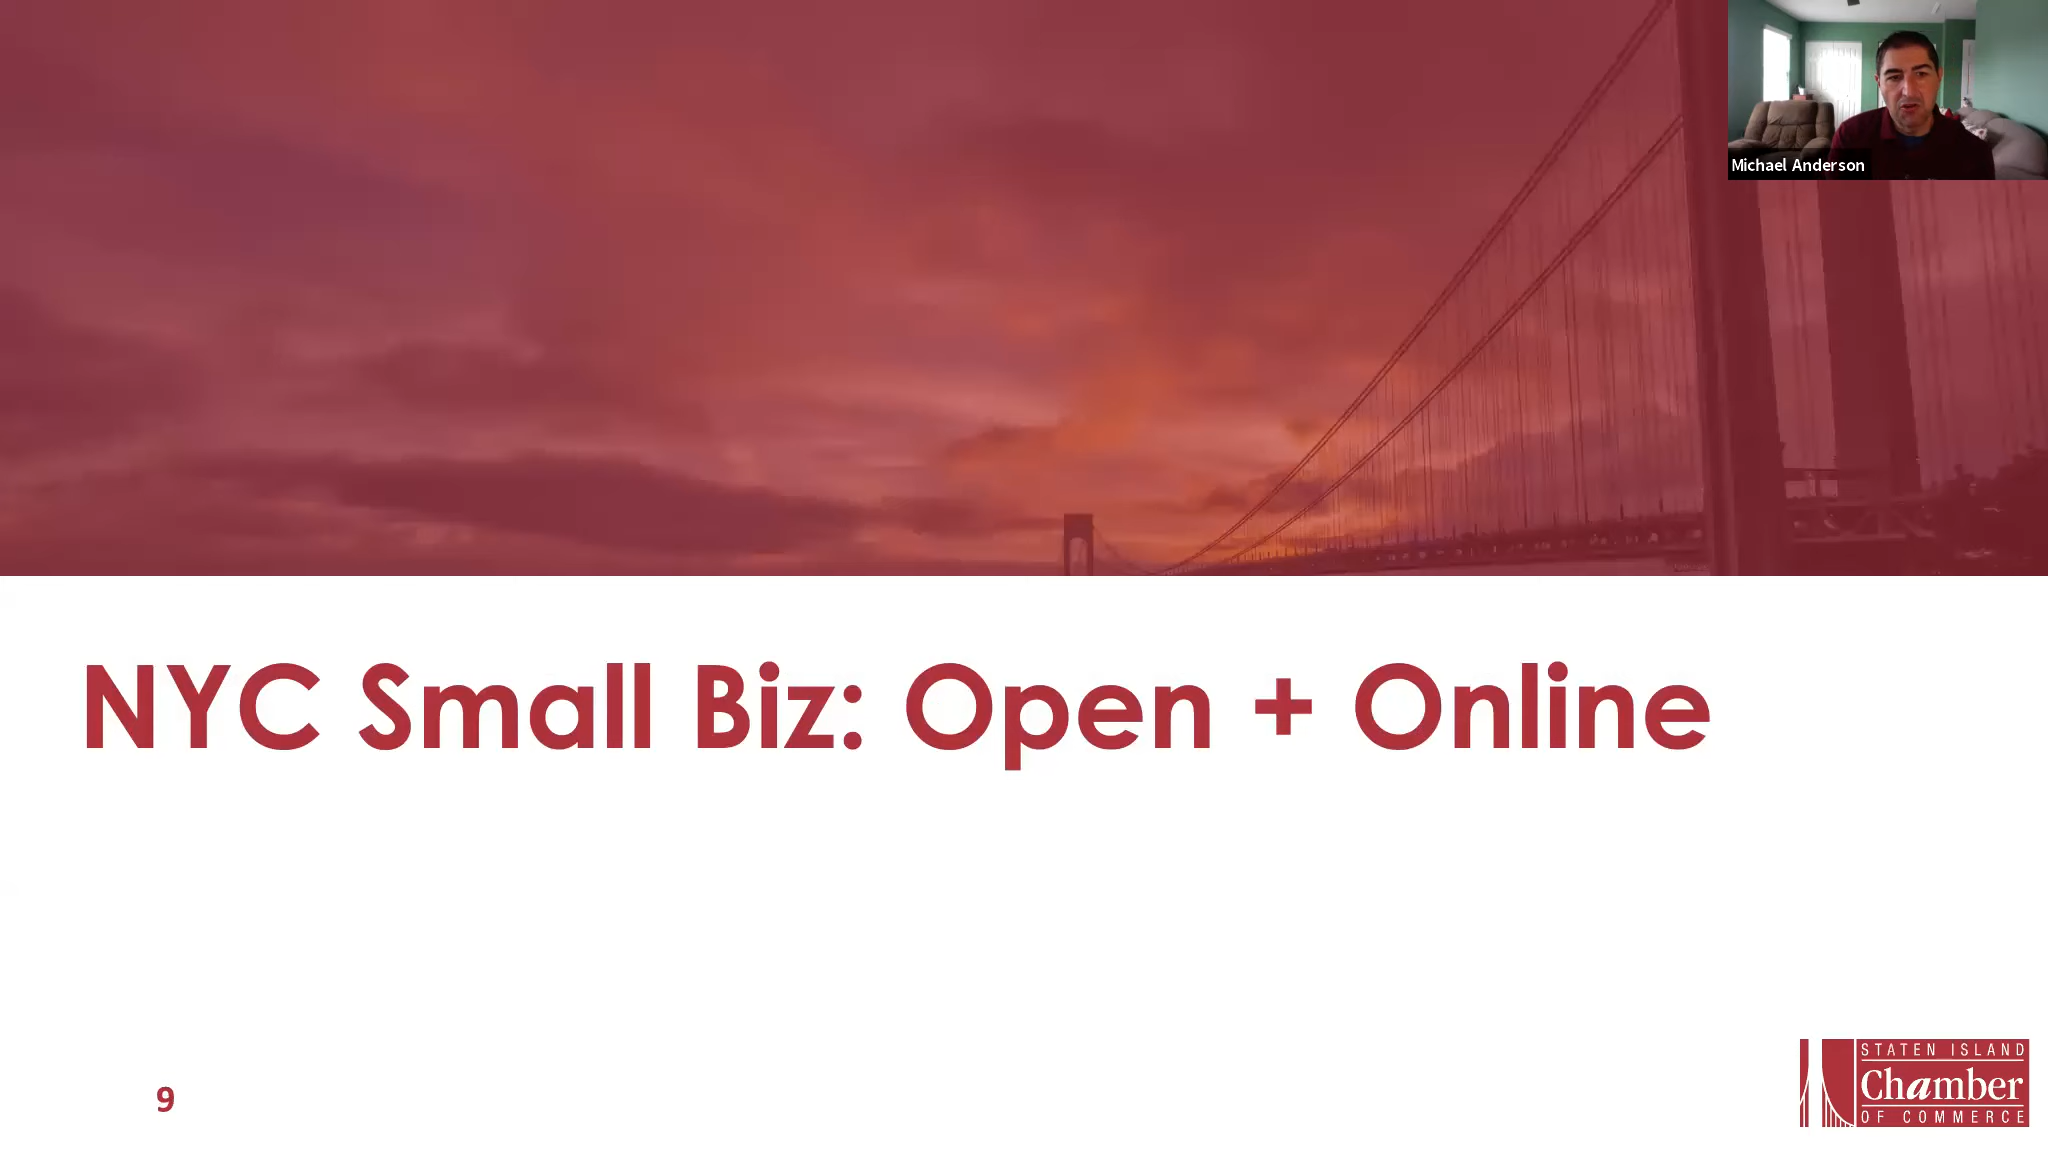 Michael Anderson
NYC Small Biz: Open + Online
9
STATEN ISLAND
Chamber
OF COMMERCE